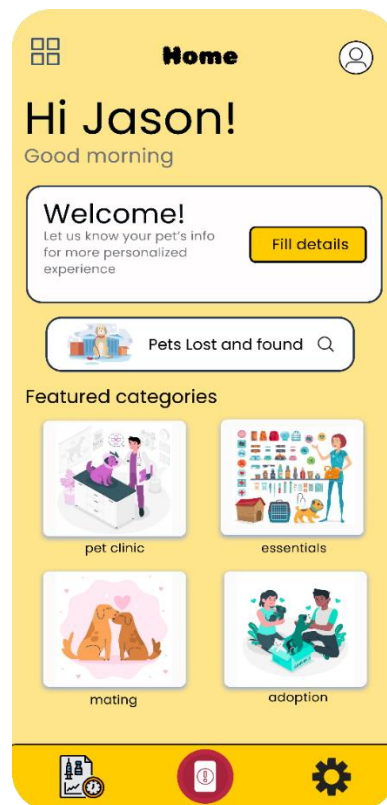 Home
Hi Jason!
Good morning
Welcome!
Let us know your pet's info
for more personalized
experience
Fill details
Pets Lost and found
Featured categories
pet clinic
essentials
mating
adoption